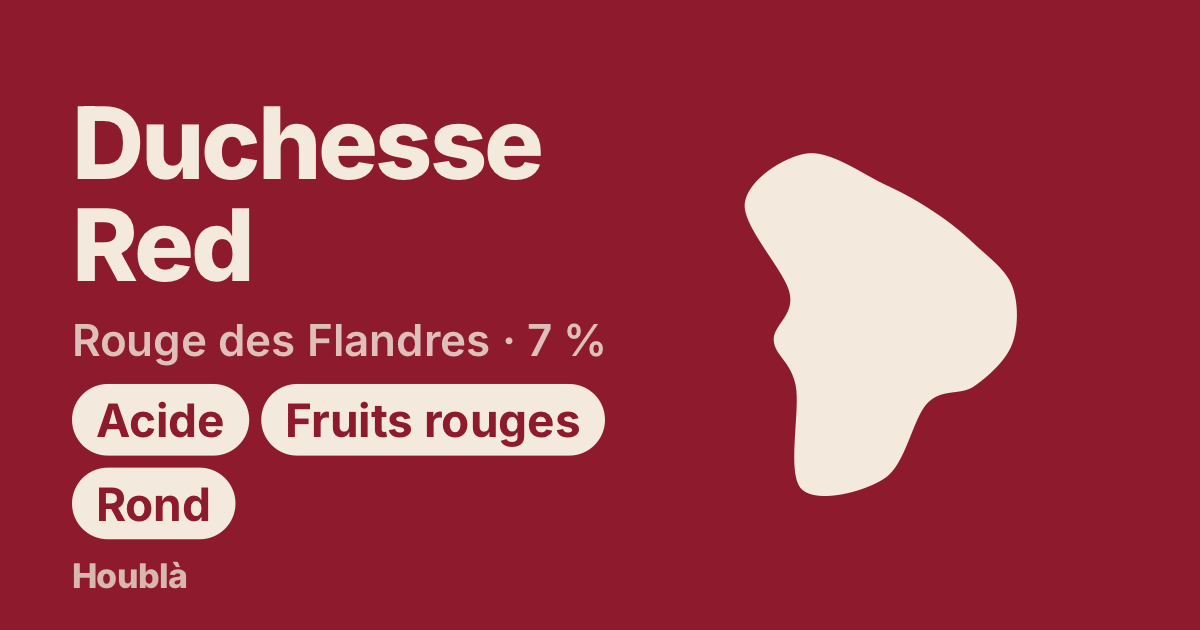 Duchesse
Red
Rouge des Flandres · 7 %
Acide Fruits rouges
Rond
Houblà